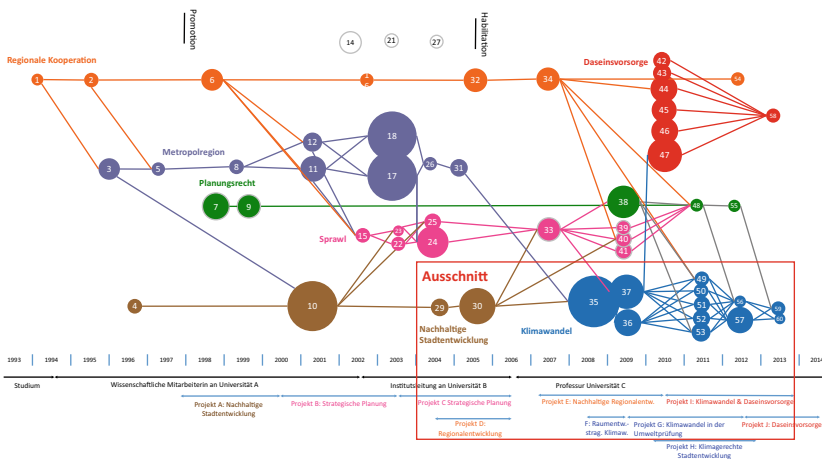 Promotion
Habilitation
14
21
27
Regionale Kooperation
Daseinsvorsorge
1
2
6
32
34
42
43
44
45
46
47
54
58
12
18
Metropolregion
3
5
8
11
17
26
31
Planungsrecht
7
9
38
48
55
Sprawl
15
23
22
25
24
33
39
40
41
Ausschnitt
4
10
29
30
35
37
36
49
50
51
52
53
56
57
59
60
Nachhaltige
Stadtentwicklung
Klimawandel
1993
1994
1995
1996
1998
1999
2000
2001
2002
2003
2004
2005
2006
2007
2008
2009
2010
2011
2012
2013
2014
Studium
Wissenschaftliche Mitarbeiterin an Universität A
Institutsleitung an Universität B
Professur Universität C
Projekt A: Nachhaltige
Stadtentwicklung
Projekt B: Strategische Planung
Projekt C Strategische Planung
Projekt D:
Regionalentwicklung
Projekt E: Nachhaltige Regionalentw.
Projekt I: Klimawandel & Daseinsvorsorge
F: Raumentw.-
strag. Klimaw.
Projekt G: Klimawandel in der
Umweltprüfung
Projekt J: Daseinsvorsorge
Projekt H: Klimagerechte
Stadtentwicklung